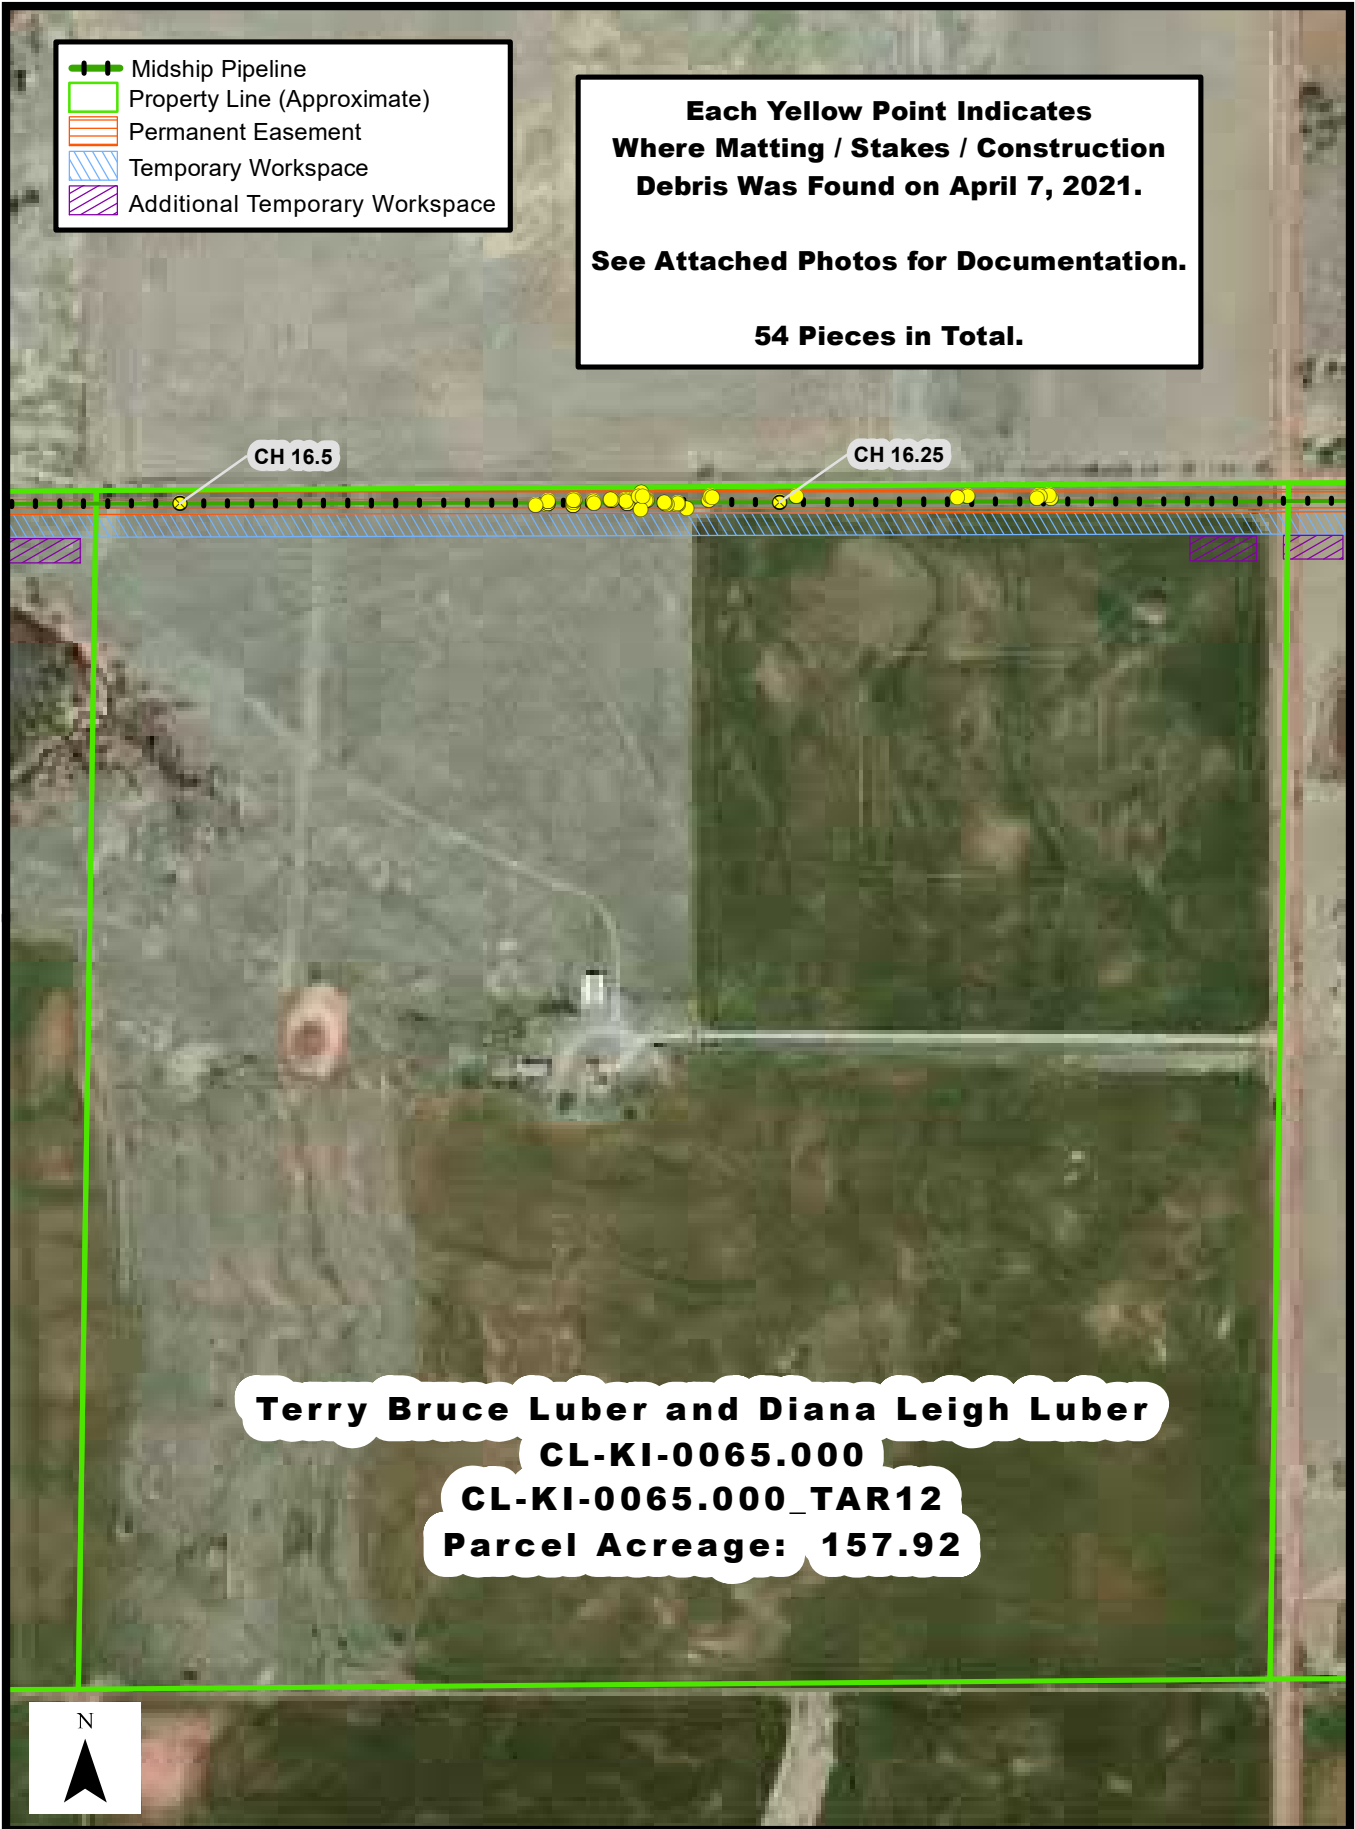 Midship Pipeline
Property Line (Approximate)
Permanent Easement
Temporary Workspace
Additional Temporary Workspace
Each Yellow Point Indicates
Where Matting / Stakes / Construction
Debris Was Found on April 7, 2021.
See Attached Photos for Documentation.
54 Pieces in Total.
CH 16.5
CH 16.25
Terry Bruce Luber and Diana Leigh Luber
CL-KI-0065.000
CL-KI-0065.000_TAR12
Parcel Acreage: 157.92
N